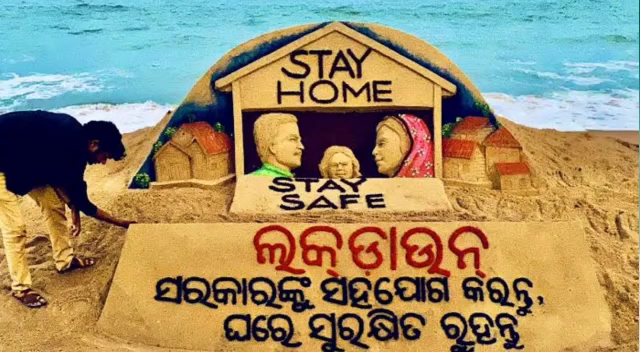 STAY
HOME
STAY
SAFE
ଲକ୍‌ଡ଼ାଉନ୍
ସରକାରଙ୍କୁ ସହଯୋଗ କରନ୍ତୁ,
ଘରେ ସୁରକ୍ଷିତ ରୁହନ୍ତୁ